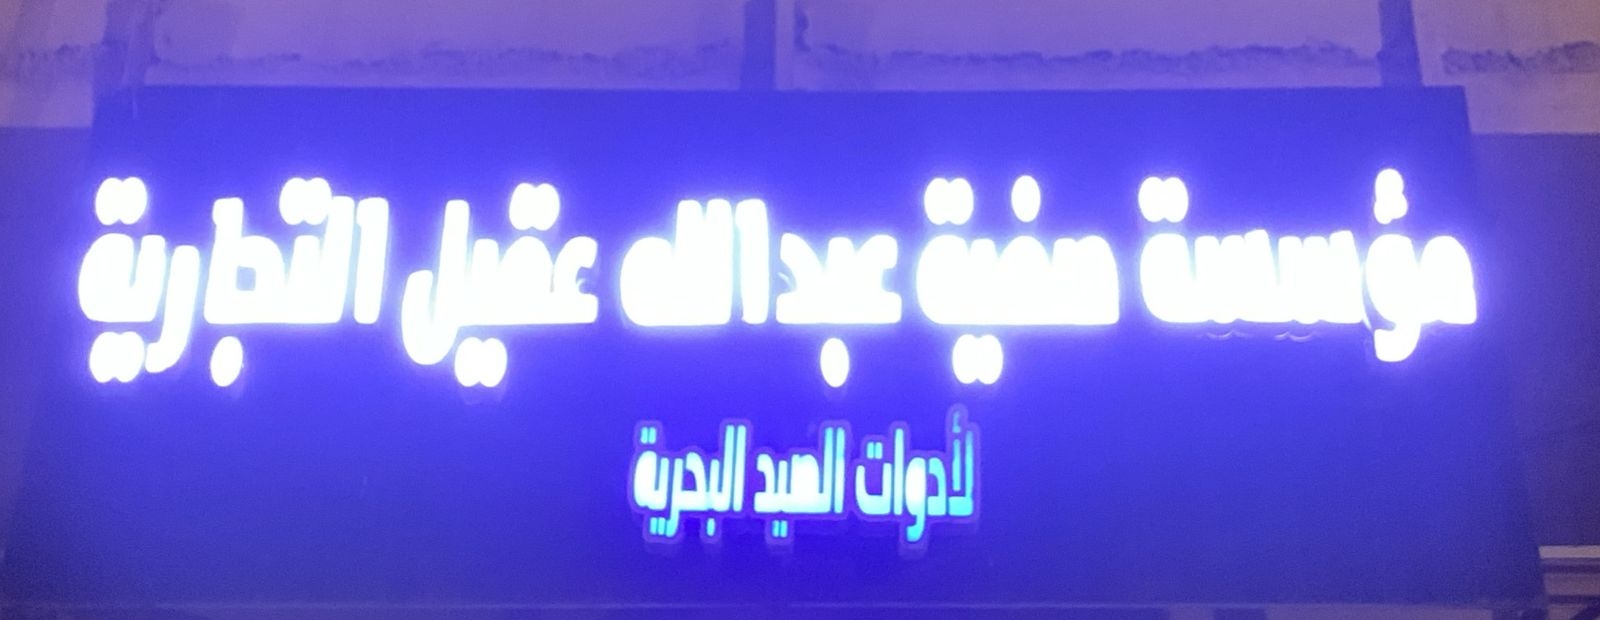 مؤسسة صفية عبدالله عقيل التجارية
لأدوات الصيد البحرية